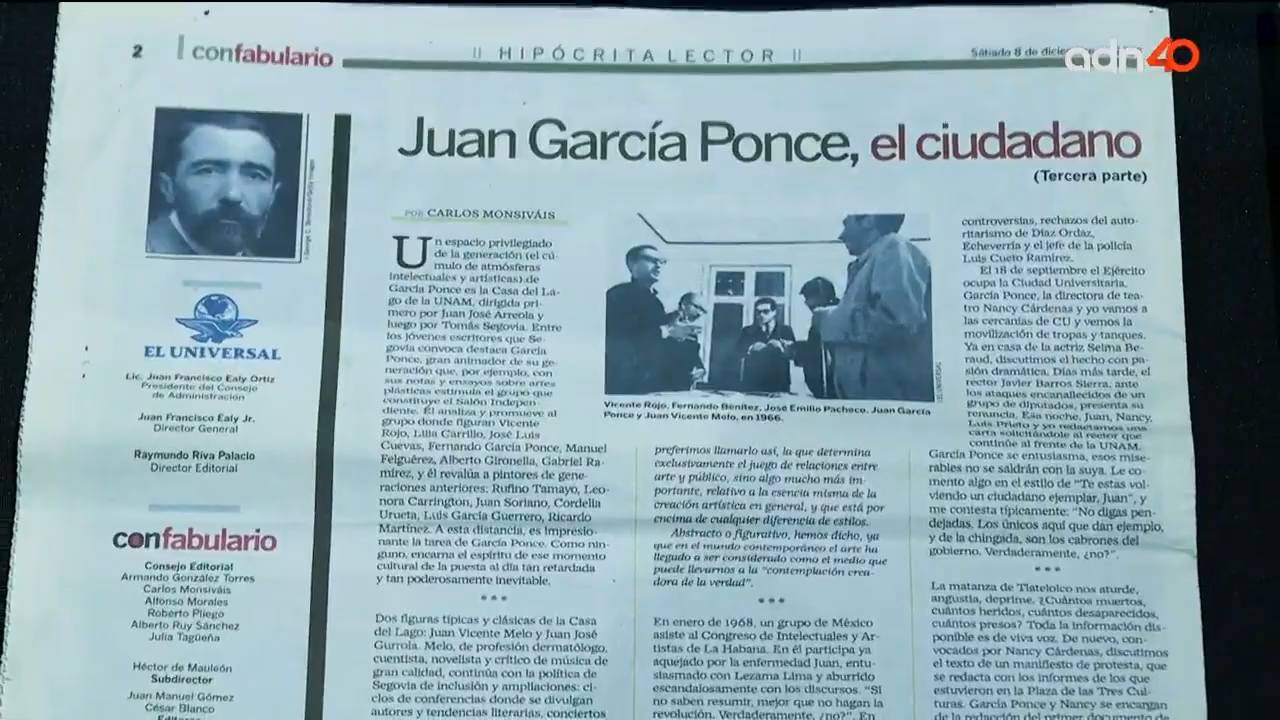 2
confabulario
HIPÓCRITA LECTOR
Sábado 8 de
adn40
© George C. Beresford/Getty Images
EL UNIVERSAL
Lic. Juan Francisco Ealy Ortiz
Presidente del Consejo
de Administración
Juan Francisco Ealy Jr.
Director General
Raymundo Riva Palacio
Director Editorial
confabulario
Consejo Editorial
Armando González Torres
Carlos Monsiváis
Alfonso Morales
Roberto Pliego
Alberto Ruy Sánchez
Julia Tagüeña
Héctor de Mauleón
Subdirector
Juan Manuel Gómez
César Blanco
Juan García Ponce, el ciudadano
(Tercera parte)
POR CARLOS MONSIVÁIS
Un espacio privilegiado
de la generación (el cú-
mulo de atmósferas
intelectuales y artísticas) de
García Ponce es la Casa del La-
go de la UNAM, dirigida pri-
mero por Juan José Arreola y
luego por Tomás Segovia. Entre
los jóvenes escritores que Se-
govia convoca destaca García
Ponce, gran animador de su ge-
neración que, por ejemplo, con
sus notas y ensayos sobre artes
plásticas estimula el grupo que
constituye el Salón Indepen-
diente. Él analiza y promueve al
grupo donde figuran Vicente
Rojo, Lilia Carrillo, José Luis
Cuevas, Fernando García Ponce, Manuel
Felguérez, Alberto Gironella, Gabriel Ra-
mírez, y él revalúa a pintores de gene-
raciones anteriores: Rufino Tamayo, Leo-
nora Carrington, Juan Soriano, Cordelia
Urueta, Luis García Guerrero, Ricardo
Martínez. A esta distancia, es impresio-
nante la tarea de García Ponce. Como nin-
guno, encarna el espíritu de ese momento
cultural de la puesta al día tan retardada
y tan poderosamente inevitable.
***
Dos figuras típicas y clásicas de la Casa
del Lago: Juan Vicente Melo y Juan José
Gurrola. Melo, de profesión dermatólogo,
cuentista, novelista y crítico de música de
gran calidad, continúa con la política de
Segovia de inclusión y ampliaciones: ci-
clos de conferencias donde se divulgan
autores y tendencias literarias, conciertos
EL UNIVERSAL
Vicente Rojo, Fernando Benítez, José Emilio Pacheco, Juan García
Ponce y Juan Vicente Melo, en 1966.
preferimos llamarlo así, la que determina
exclusivamente el juego de relaciones entre
arte y público, sino algo mucho más im-
portante, relativo a la esencia misma de la
creación artística en general, y que está por
encima de cualquier diferencia de estilos.
Abstracto o figurativo, hemos dicho, ya
que en el mundo contemporáneo el arte ha
llegado a ser considerado como el medio que
puede llevarnos a la “contemplación crea-
dora de la verdad”.
***
En enero de 1968, un grupo de México
asiste al Congreso de Intelectuales y Ar-
tistas de La Habana. En él participa ya
aquejado por la enfermedad Juan, entu-
siasmado con Lezama Lima y aburrido
escandalosamente con los discursos. “Si
no saben resumir, mejor que no hagan la
revolución. Verdaderamente, ¿no?”. En
controversias, rechazos del auto-
ritarismo de Díaz Ordaz,
Echeverría y el jefe de la policía
Luis Cueto Ramírez.
El 18 de septiembre el Ejército
ocupa la Ciudad Universitaria.
García Ponce, la directora de tea-
tro Nancy Cárdenas y yo vamos a
las cercanías de CU y vemos la
movilización de tropas y tanques.
Ya en casa de la actriz Selma Be-
raud, discutimos el hecho con pa-
sión dramática. Días más tarde, el
rector Javier Barros Sierra, ante
los ataques encanallecidos de un
grupo de diputados, presenta su
renuncia. Esa noche, Juan, Nancy,
Luis Prieto y yo redactamos una
carta solicitándole al rector que
continúe al frente de la UNAM.
García Ponce se entusiasma, esos mise-
rables no se saldrán con la suya. Le co-
mento algo en el estilo de “Te estas vol-
viendo un ciudadano ejemplar, Juan”, y
me contesta típicamente: “No digas pen-
dejadas. Los únicos aquí que dan ejemplo,
y de la chingada, son los cabrones del
gobierno. Verdaderamente, ¿no?”.
***
La matanza de Tlatelolco nos aturde,
angustia, deprime. ¿Cuántos muertos,
cuántos heridos, cuántos desaparecidos,
cuántos presos? Toda la información dis-
ponible es de viva voz. De nuevo, con-
vocados por Nancy Cárdenas, discutimos
el texto de un manifiesto de protesta, que
se redacta con los informes de los que
estuvieron en la Plaza de las Tres Cul-
turas. García Ponce y Nancy se encargan
de la redacción del primer documento de